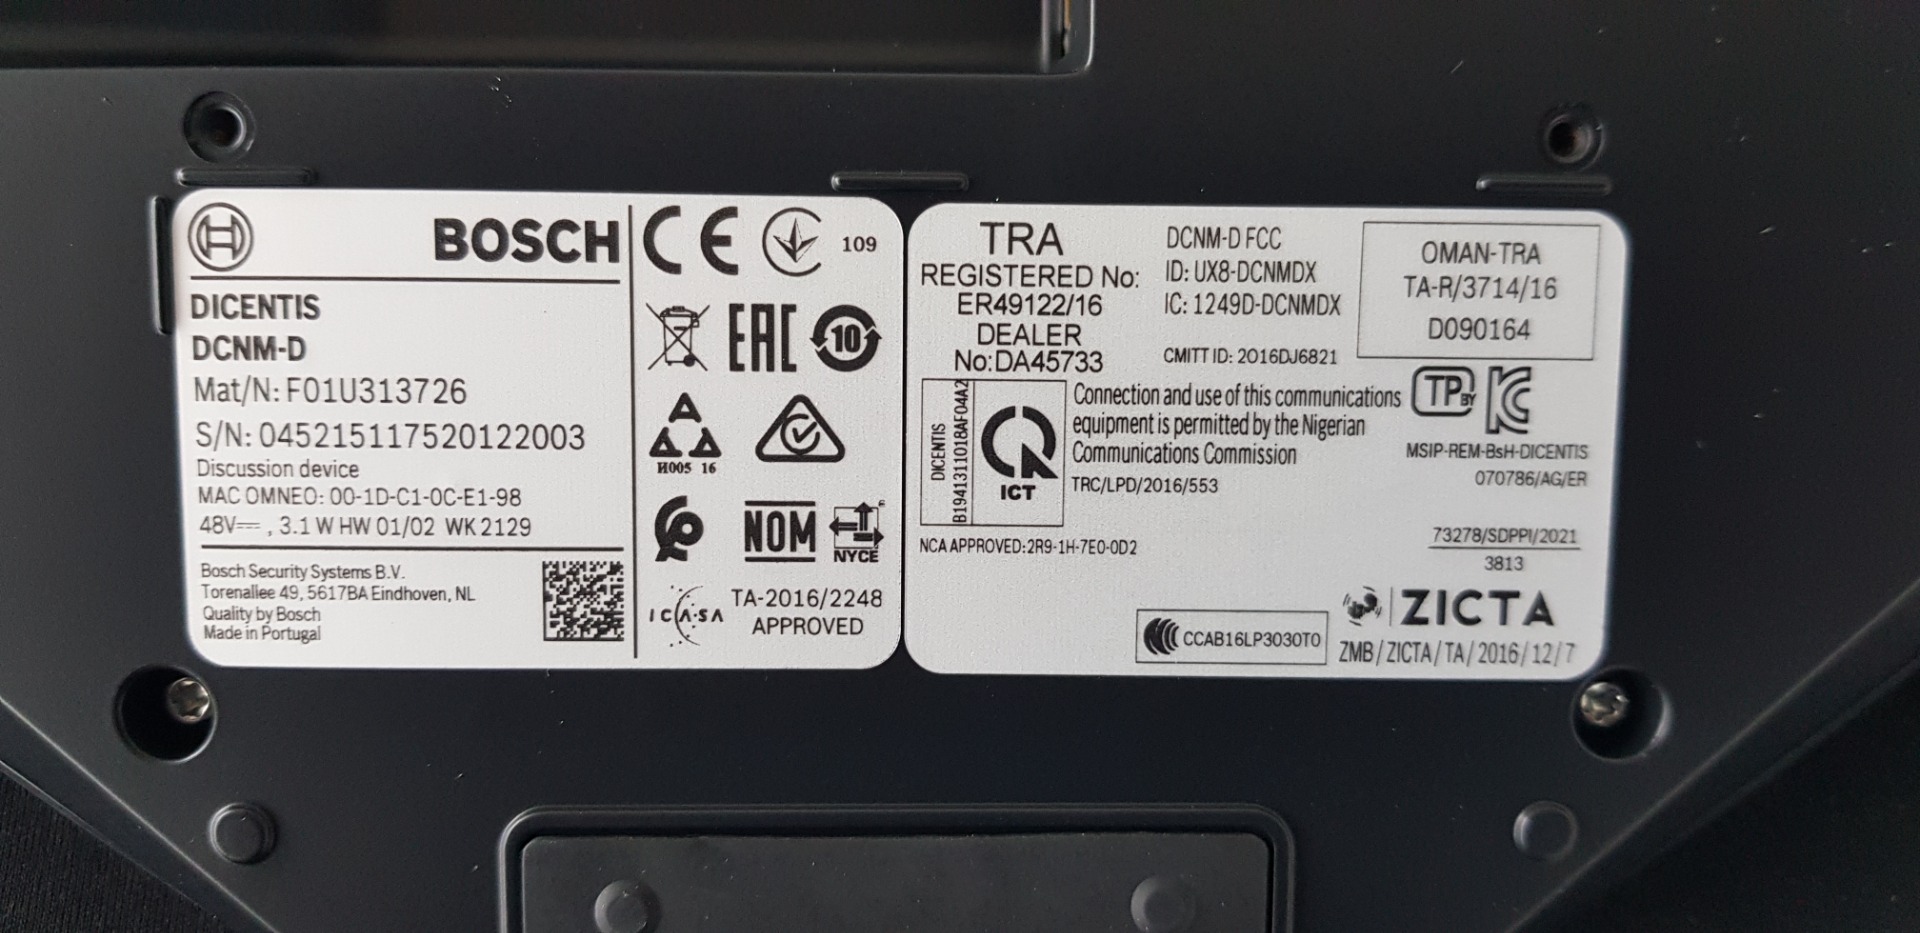 BOSCH
DICENTIS
DCNM-D
Mat/N: F01U313726
S/N: 045215117520122003
Discussion device
MAC OMNEO: 00-1D-C1-0C-E1-98
48V⎓, 3.1 W HW 01/02 WK 2129
Bosch Security Systems B.V.
Torenallee 49, 5617BA Eindhoven, NL
Quality by Bosch
Made in Portugal
CE 109
EAC 10
H005 16
NOM NYCE
ICASA
TA-2016/2248
APPROVED
TRA
REGISTERED No:
ER49122/16
DEALER
No:DA45733
DCNM-D FCC
ID: UX8-DCNMDX
IC: 1249D-DCNMDX
CMITT ID: 2016DJ6821
OMAN-TRA
TA-R/3714/16
D090164
DICENTIS
B1941311018AF04A2
ICT
Connection and use of this communications
equipment is permitted by the Nigerian
Communications Commission
TRC/LPD/2016/553
TP BY
MSIP-REM-BsH-DICENTIS
070786/AG/ER
NCA APPROVED:2R9-1H-7E0-0D2
73278/SDPPI/2021
3813
CCAB16LP3030T0
ZICTA
ZMB/ZICTA/TA/2016/12/7